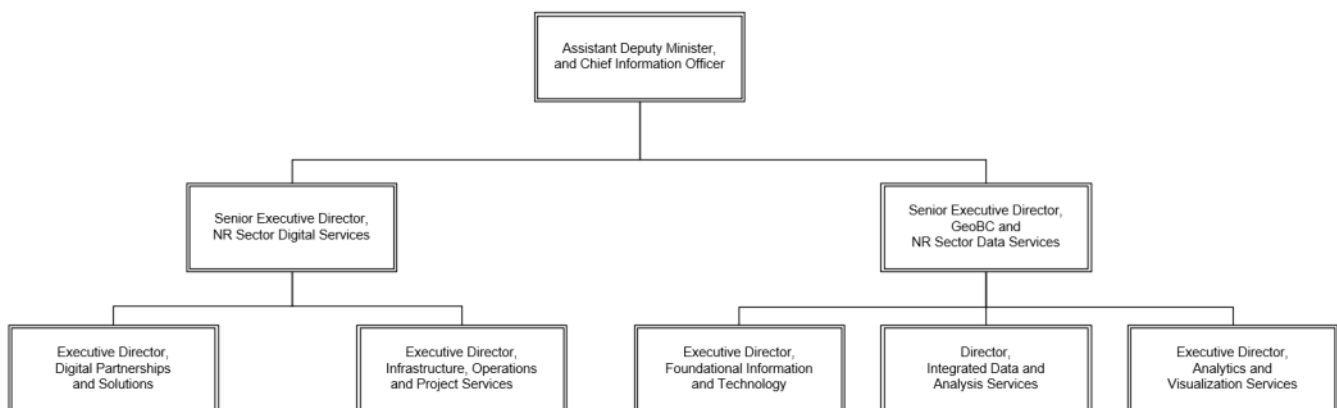 Assistant Deputy Minister,
and Chief Information Officer
Senior Executive Director,
NR Sector Digital Services
Senior Executive Director,
GeoBC and
NR Sector Data Services
Executive Director,
Digital Partnerships
and Solutions
Executive Director,
Infrastructure, Operations
and Project Services
Executive Director,
Foundational Information
and Technology
Director,
Integrated Data and
Analysis Services
Executive Director,
Analytics and
Visualization Services